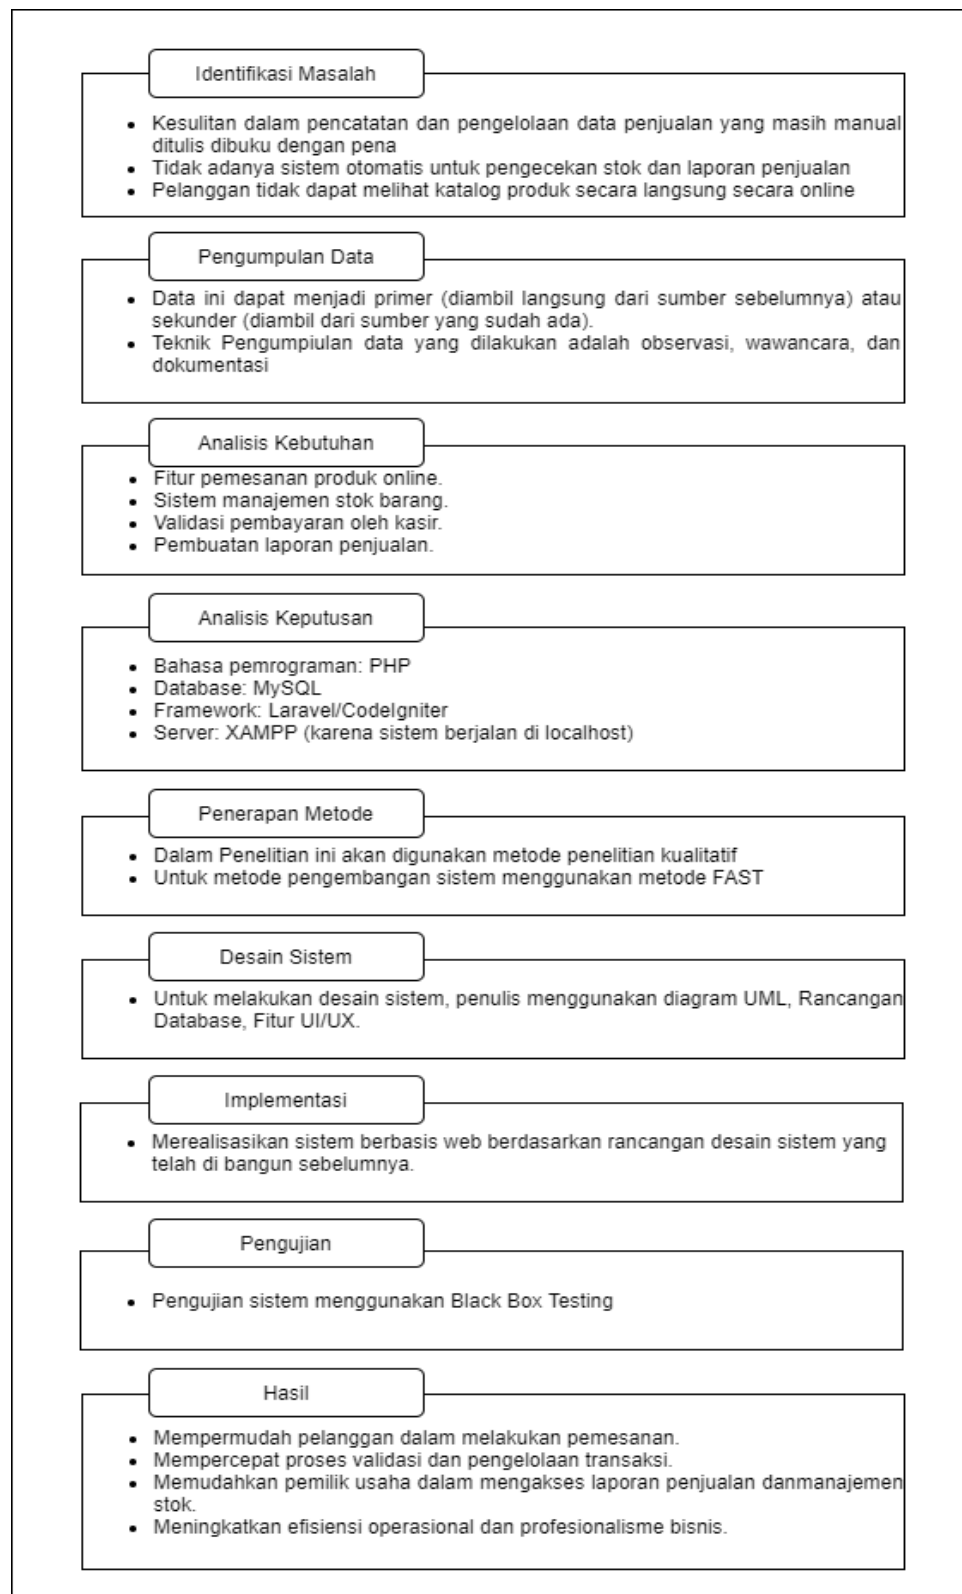 Identifikasi Masalah
• Kesulitan dalam pencatatan dan pengelolaan data penjualan yang masih manual
ditulis dibuku dengan pena
• Tidak adanya sistem otomatis untuk pengecekan stok dan laporan penjualan
• Pelanggan tidak dapat melihat katalog produk secara langsung secara online
Pengumpulan Data
• Data ini dapat menjadi primer (diambil langsung dari sumber sebelumnya) atau
sekunder (diambil dari sumber yang sudah ada).
• Teknik Pengumpiulan data yang dilakukan adalah observasi, wawancara, dan
dokumentasi
Analisis Kebutuhan
• Fitur pemesanan produk online.
• Sistem manajemen stok barang.
• Validasi pembayaran oleh kasir.
• Pembuatan laporan penjualan.
Analisis Keputusan
• Bahasa pemrograman: PHP
• Database: MySQL
• Framework: Laravel/CodeIgniter
• Server: XAMPP (karena sistem berjalan di localhost)
Penerapan Metode
• Dalam Penelitian ini akan digunakan metode penelitian kualitatif
• Untuk metode pengembangan sistem menggunakan metode FAST
Desain Sistem
• Untuk melakukan desain sistem, penulis menggunakan diagram UML, Rancangan
Database, Fitur UI/UX.
Implementasi
• Merealisasikan sistem berbasis web berdasarkan rancangan desain sistem yang
telah di bangun sebelumnya.
Pengujian
• Pengujian sistem menggunakan Black Box Testing
Hasil
• Mempermudah pelanggan dalam melakukan pemesanan.
• Mempercepat proses validasi dan pengelolaan transaksi.
• Memudahkan pemilik usaha dalam mengakses laporan penjualan danmanajemen
stok.
• Meningkatkan efisiensi operasional dan profesionalisme bisnis.